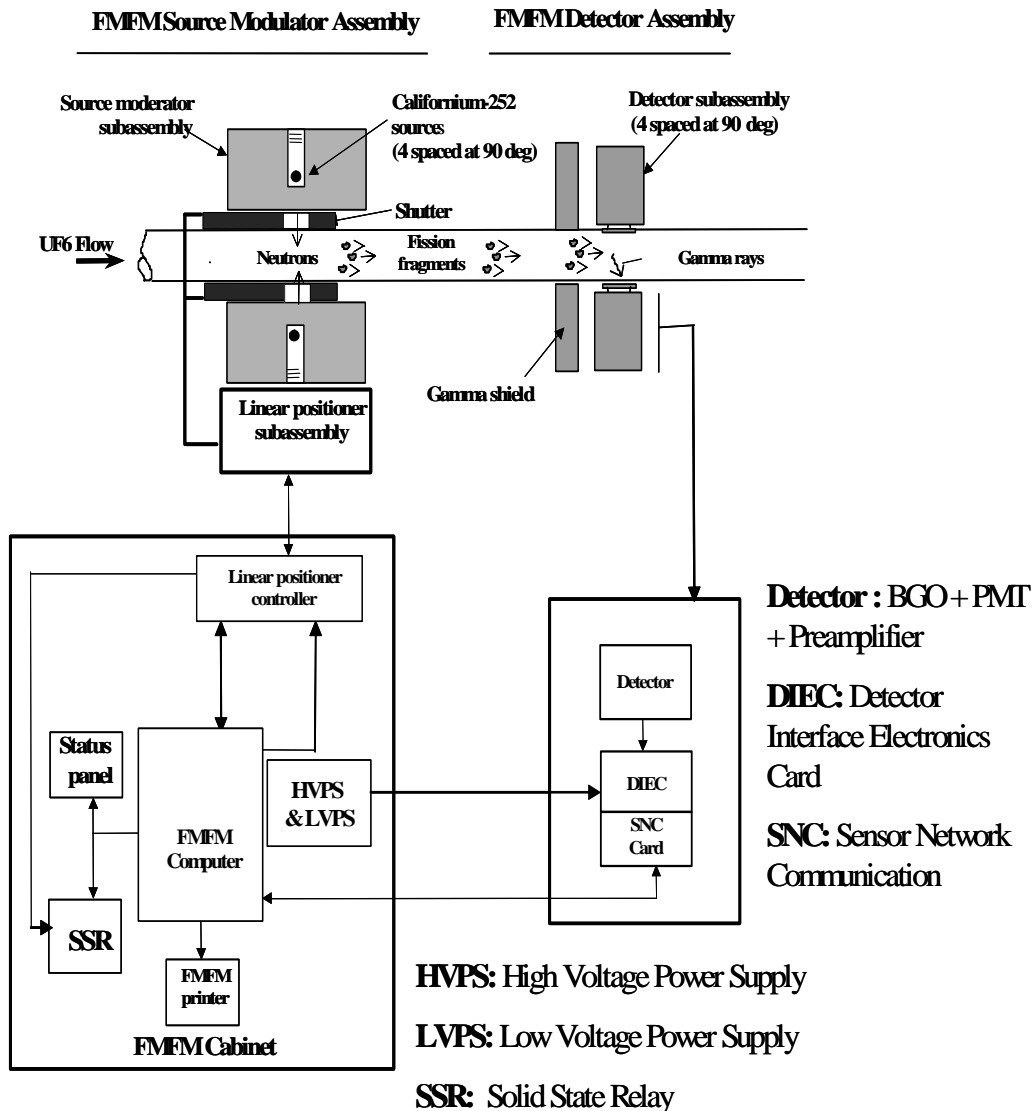 FMFM Source Modulator Assembly
FMFM Detector Assembly
Source moderator
subassembly
Californium-252
sources
(4 spaced at 90 deg)
Detector subassembly
(4 spaced at 90 deg)
Shutter
UF6 Flow
Neutrons
Fission
fragments
Gamma rays
Gamma shield
Linear positioner
subassembly
Linear positioner
controller
Status
panel
FMFM
Computer
HVPS
& LVPS
SSR
FMFM
printer
FMFM Cabinet
Detector
DIEC
SNC
Card
Detector : BGO + PMT
+ Preamplifier
DIEC: Detector
Interface Electronics
Card
SNC: Sensor Network
Communication
HVPS: High Voltage Power Supply
LVPS: Low Voltage Power Supply
SSR: Solid State Relay